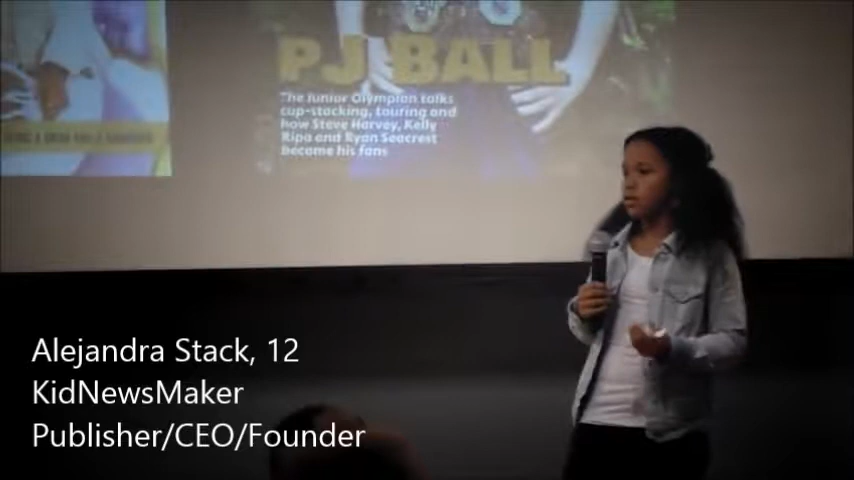 PJ BALL
The Junior Olympian talks
cup-stacking, touring and
how Steve Harvey, Kelly
Ripa and Ryan Seacrest
became his fans
Alejandra Stack, 12
KidNewsMaker
Publisher/CEO/Founder